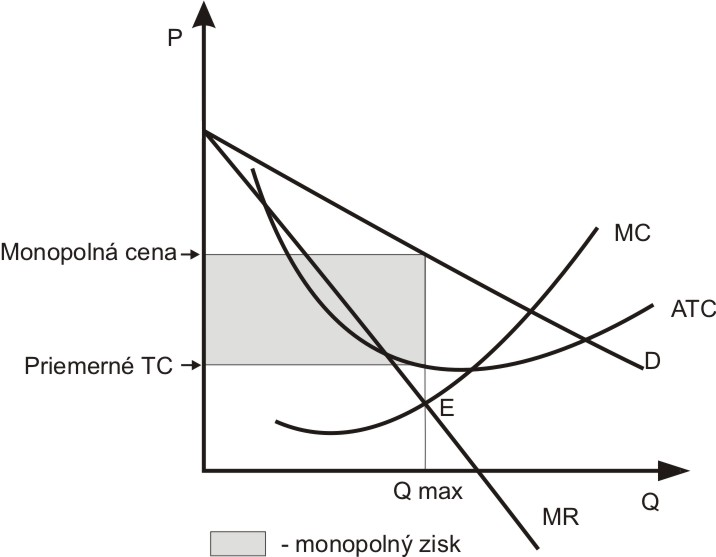 P
Monopolná cena
MC
ATC
Priemerné TC
D
E
Q max
Q
MR
- monopolný zisk